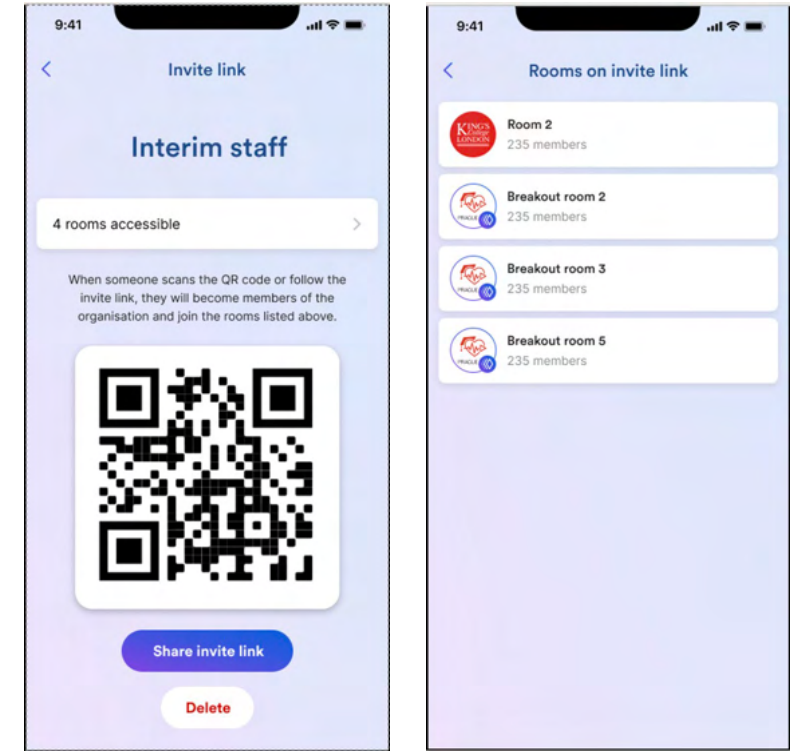 9:41
Invite link
Interim staff
4 rooms accessible
When someone scans the QR code or follow the
invite link, they will become members of the
organisation and join the rooms listed above.
Share invite link
Delete
9:41
Rooms on invite link
KING'S
College
LONDON
Room 2
235 members
Breakout room 2
235 members
Breakout room 3
235 members
Breakout room 5
235 members